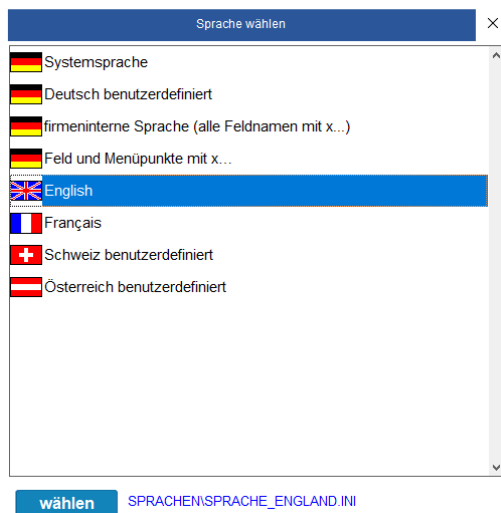 Sprache wählen
Systemsprache
Deutsch benutzerdefiniert
firmeninterne Sprache (alle Feldnamen mit x...)
Feld und Menüpunkte mit x...
English
Français
Schweiz benutzerdefiniert
Österreich benutzerdefiniert
wählen SPRACHEN\SPRACHE_ENGLAND.INI